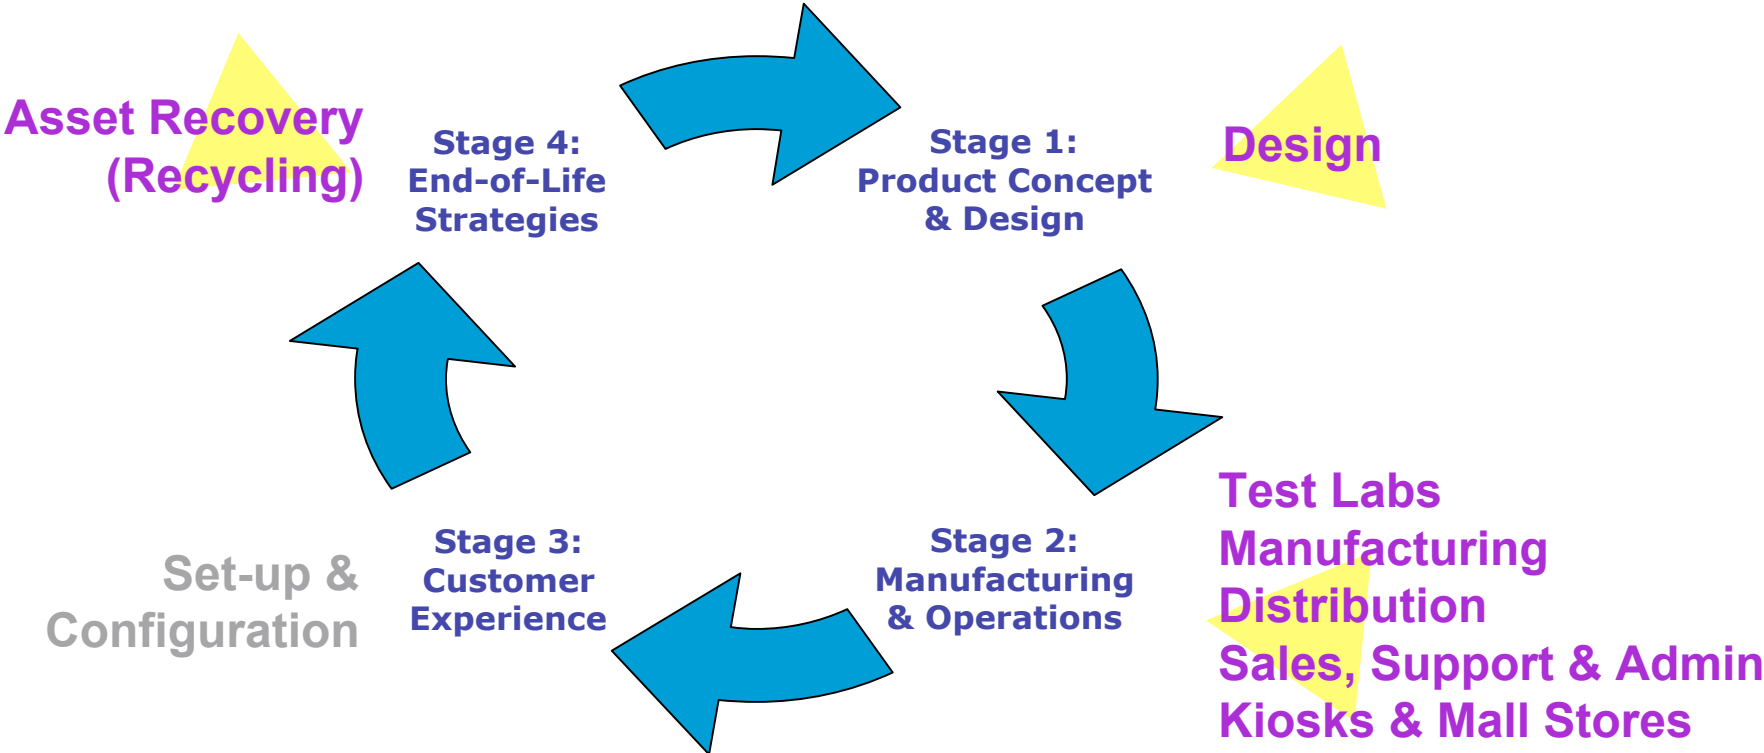 Asset Recovery
(Recycling)
Stage 4:
End-of-Life
Strategies
Stage 1:
Product Concept
& Design
Design
Set-up &
Configuration
Stage 3:
Customer
Experience
Stage 2:
Manufacturing
& Operations
Test Labs
Manufacturing
Distribution
Sales, Support & Admin
Kiosks & Mall Stores